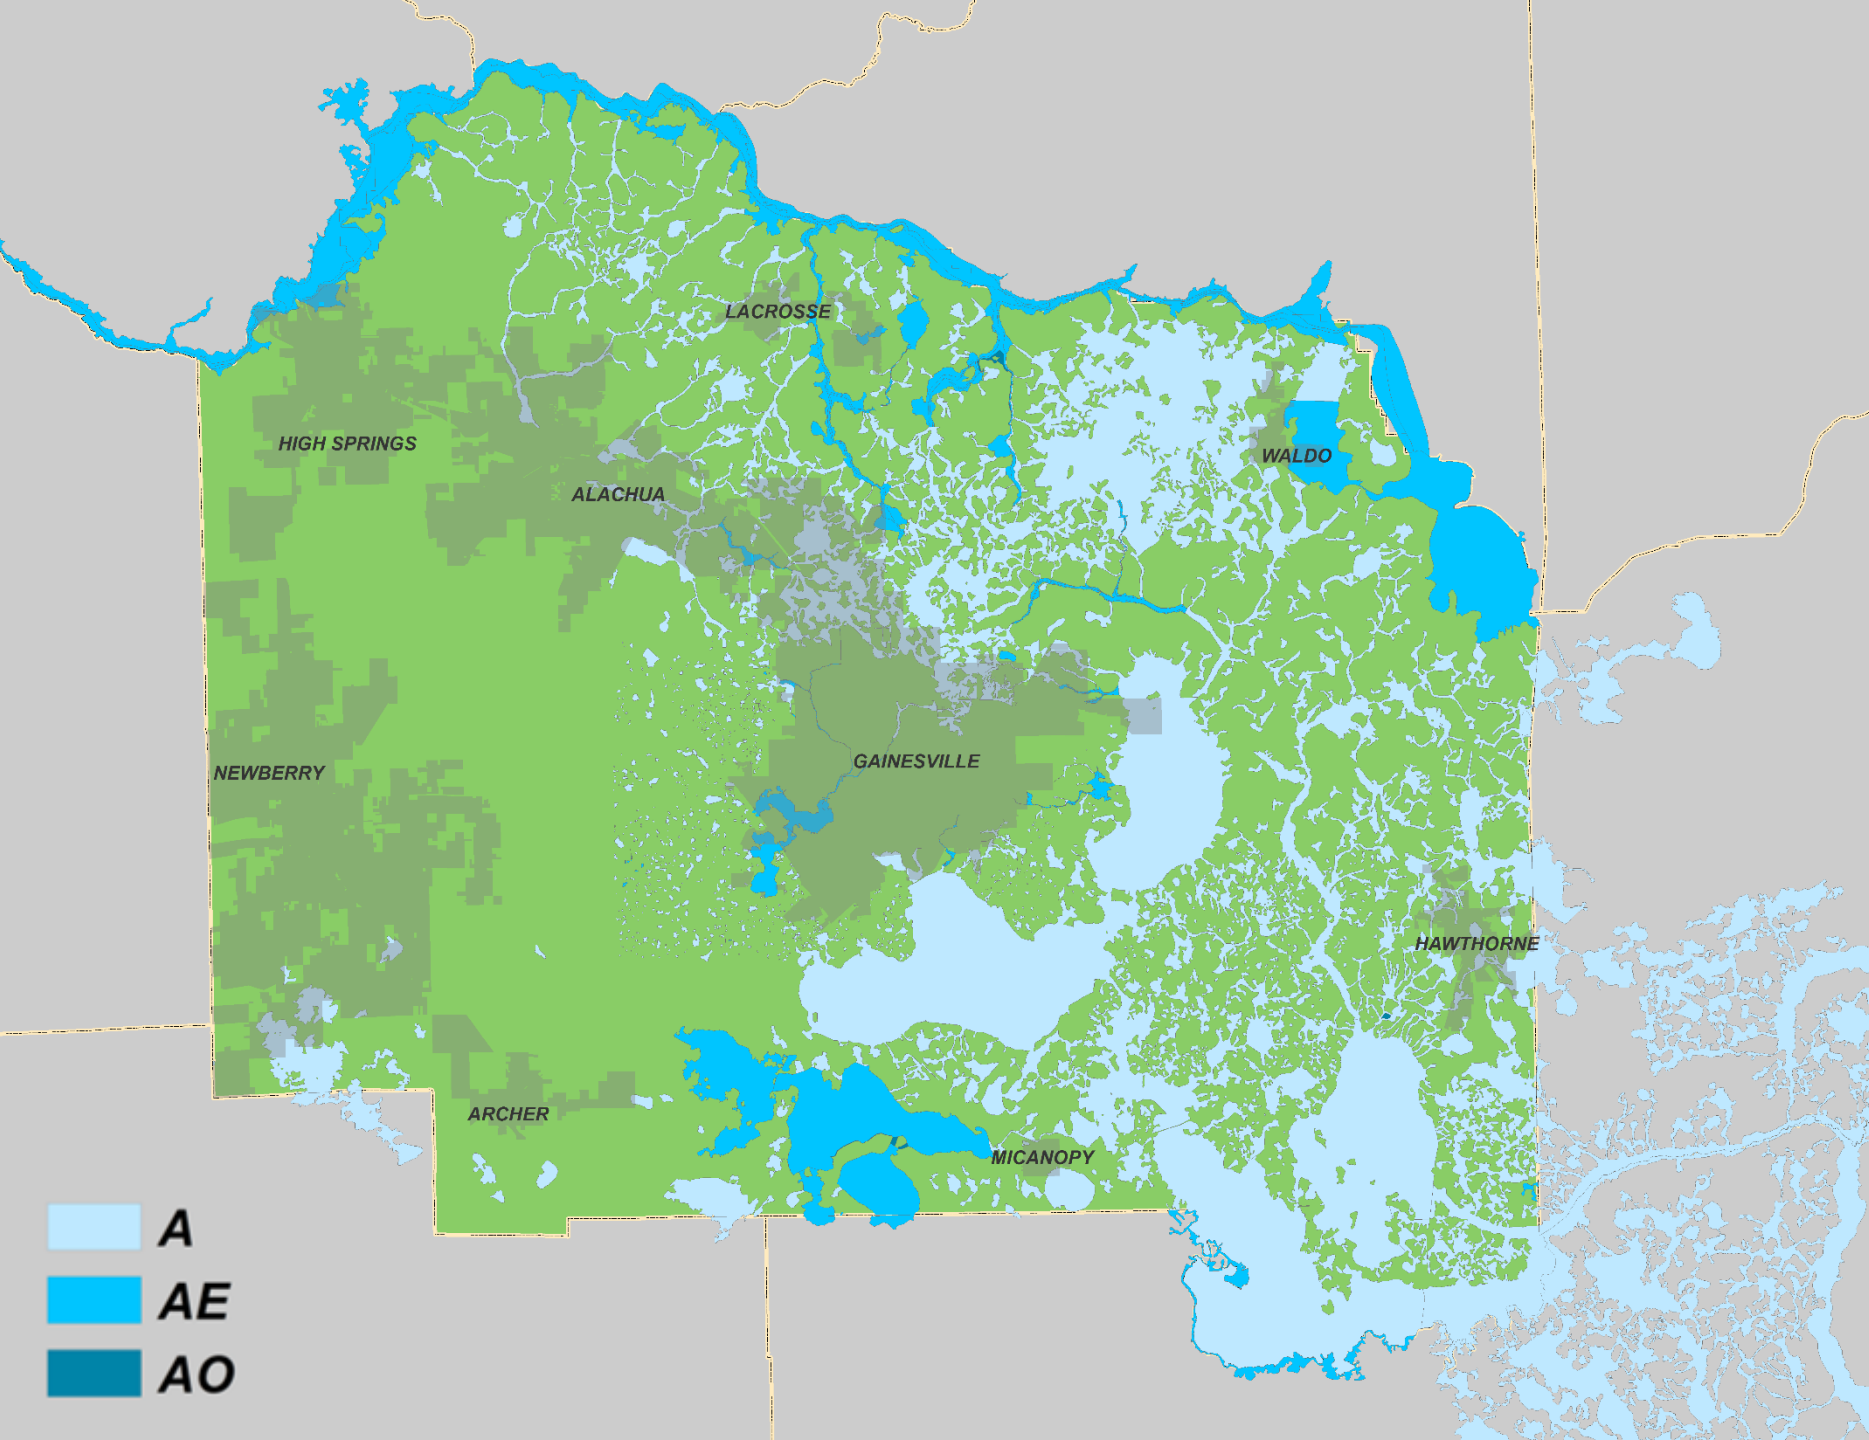 LACROSSE
HIGH SPRINGS
WALDO
ALACHUA
GAINESVILLE
NEWBERRY
HAWTHORNE
ARCHER
MICANOPY
A
AE
AO